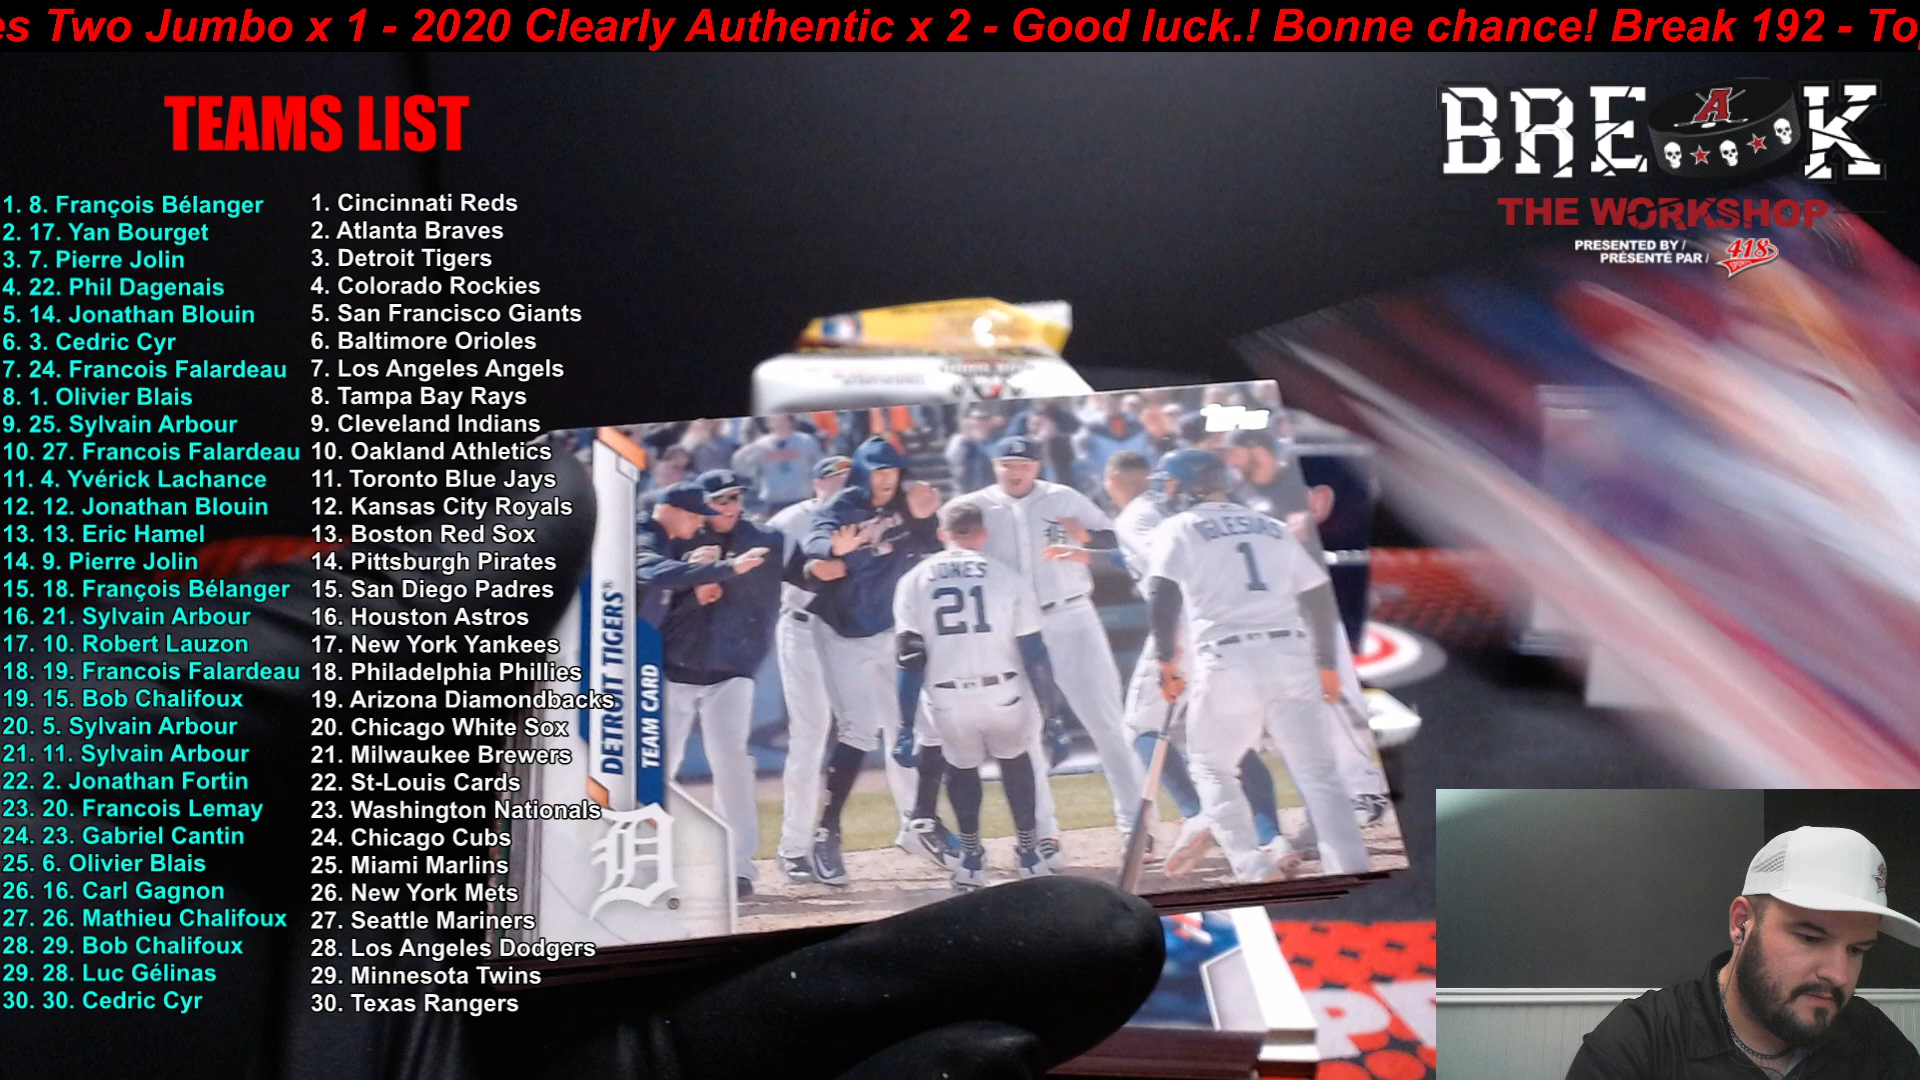 es Two Jumbo x 1 - 2020 Clearly Authentic x 2 - Good luck.! Bonne chance! Break 192 - To
TEAMS LIST
1. 8. François Bélanger
2. 17. Yan Bourget
3. 7. Pierre Jolin
4. 22. Phil Dagenais
5. 14. Jonathan Blouin
6. 3. Cedric Cyr
7. 24. Francois Falardeau
8. 1. Olivier Blais
9. 25. Sylvain Arbour
10. 27. Francois Falardeau
11. 4. Yvérick Lachance
12. 12. Jonathan Blouin
13. 13. Eric Hamel
14. 9. Pierre Jolin
15. 18. François Bélanger
16. 21. Sylvain Arbour
17. 10. Robert Lauzon
18. 19. Francois Falardeau
19. 15. Bob Chalifoux
20. 5. Sylvain Arbour
21. 11. Sylvain Arbour
22. 2. Jonathan Fortin
23. 20. Francois Lemay
24. 23. Gabriel Cantin
25. 6. Olivier Blais
26. 16. Carl Gagnon
27. 26. Mathieu Chalifoux
28. 29. Bob Chalifoux
29. 28. Luc Gélinas
30. 30. Cedric Cyr
1. Cincinnati Reds
2. Atlanta Braves
3. Detroit Tigers
4. Colorado Rockies
5. San Francisco Giants
6. Baltimore Orioles
7. Los Angeles Angels
8. Tampa Bay Rays
9. Cleveland Indians
10. Oakland Athletics
11. Toronto Blue Jays
12. Kansas City Royals
13. Boston Red Sox
14. Pittsburgh Pirates
15. San Diego Padres
16. Houston Astros
17. New York Yankees
18. Philadelphia Phillies
19. Arizona Diamondbacks
20. Chicago White Sox
21. Milwaukee Brewers
22. St-Louis Cards
23. Washington Nationals
24. Chicago Cubs
25. Miami Marlins
26. New York Mets
27. Seattle Mariners
28. Los Angeles Dodgers
29. Minnesota Twins
30. Texas Rangers
BREAK
THE WORKSHOP
PRESENTED BY /
PRÉSENTÉ PAR /
418
Topps
DETROIT TIGERS®
TEAM CARD
D
JONES
21
IGLESIAS
1